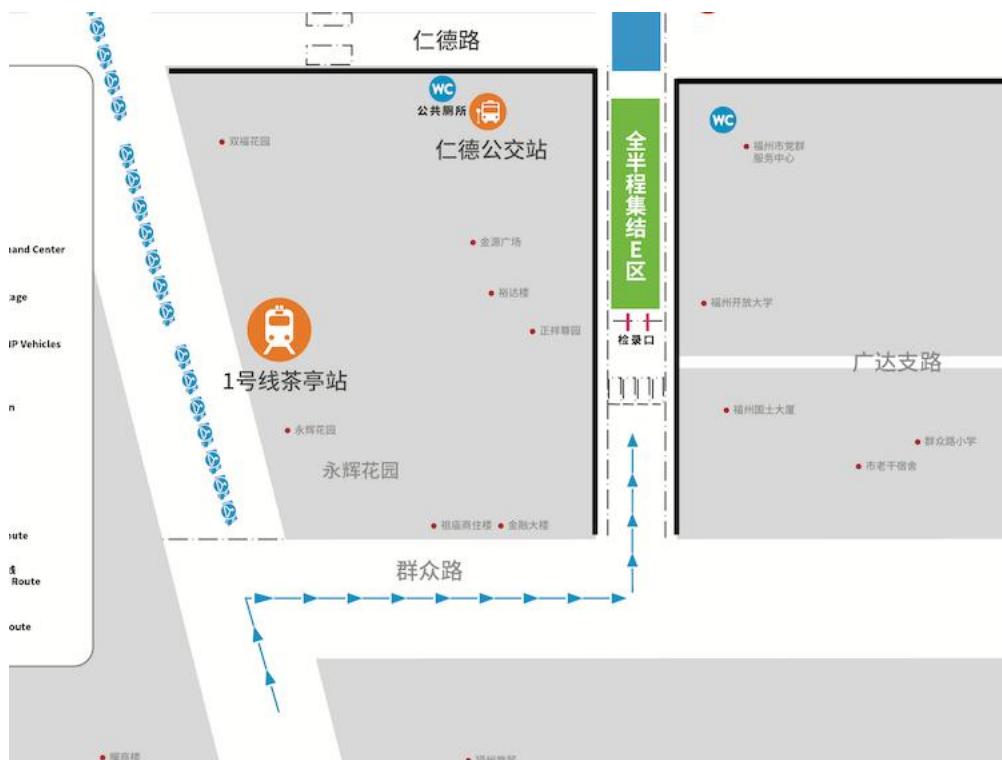 仁德路
WC
公共厕所
仁德公交站
双福花园
全半程集结E区
WC
福州市党群
服务中心
and Center
金源广场
裕达楼
age
福州开放大学
正祥尊园
检录口
IP Vehicles
广达支路
1号线茶亭站
福州国土大厦
永辉花园
群众路小学
市老干宿舍
永辉花园
祖庙商住楼
金融大楼
ute
群众路
线
Route
oute